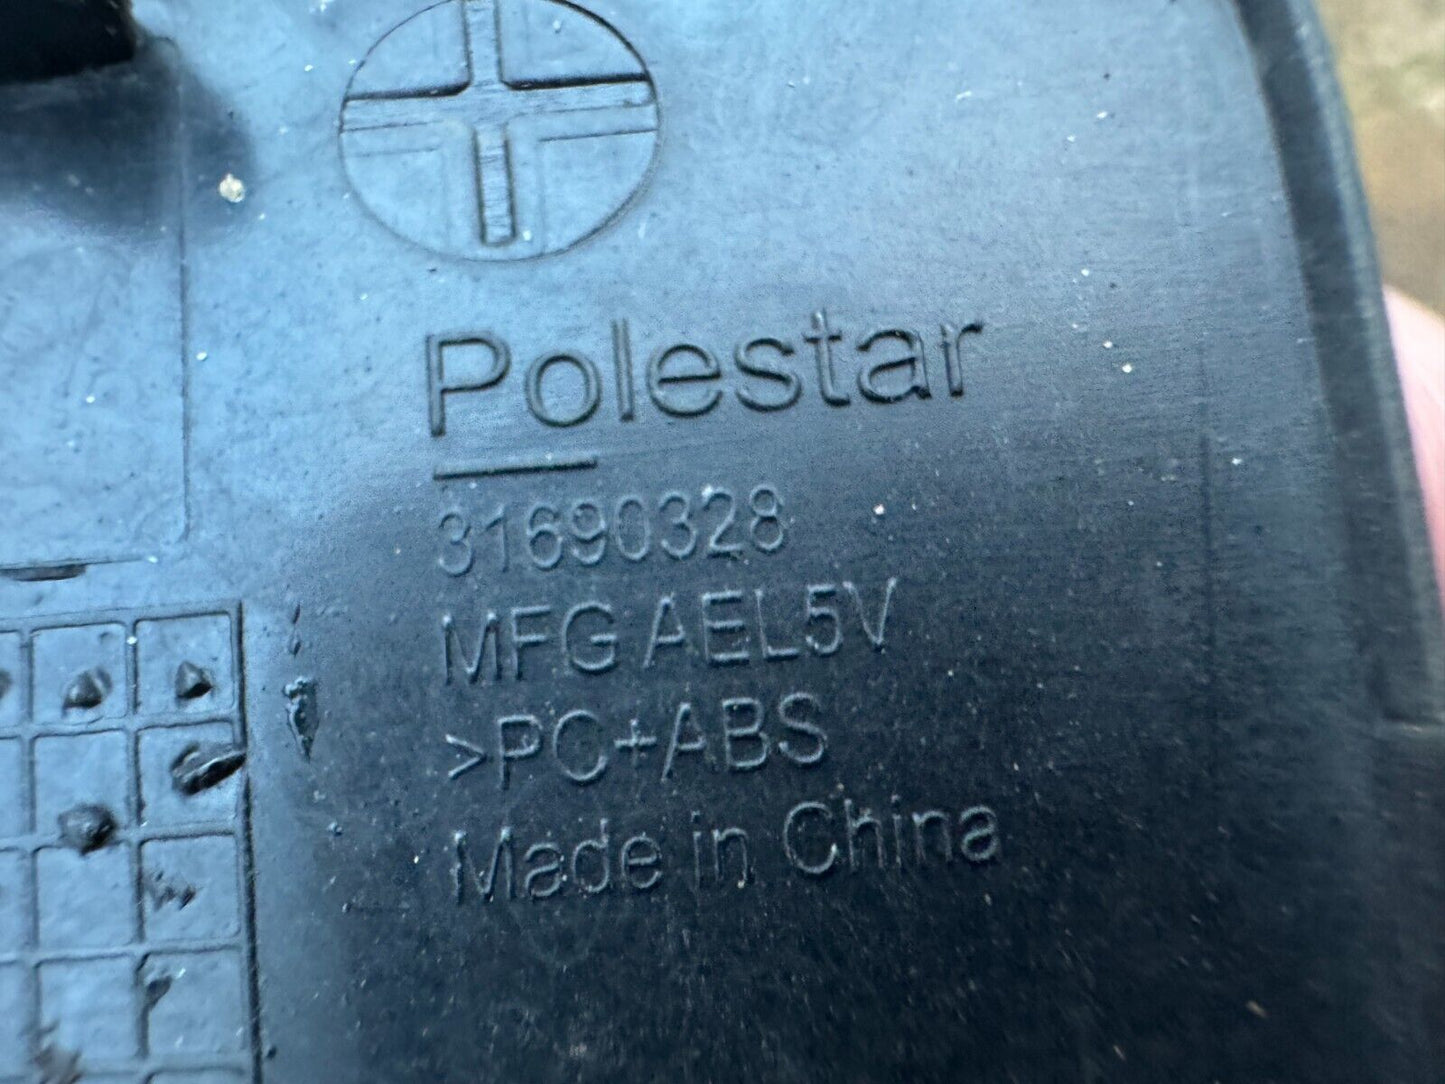 Polestar
31690328
MFG AEL5V
>PC+ABS
Made in China